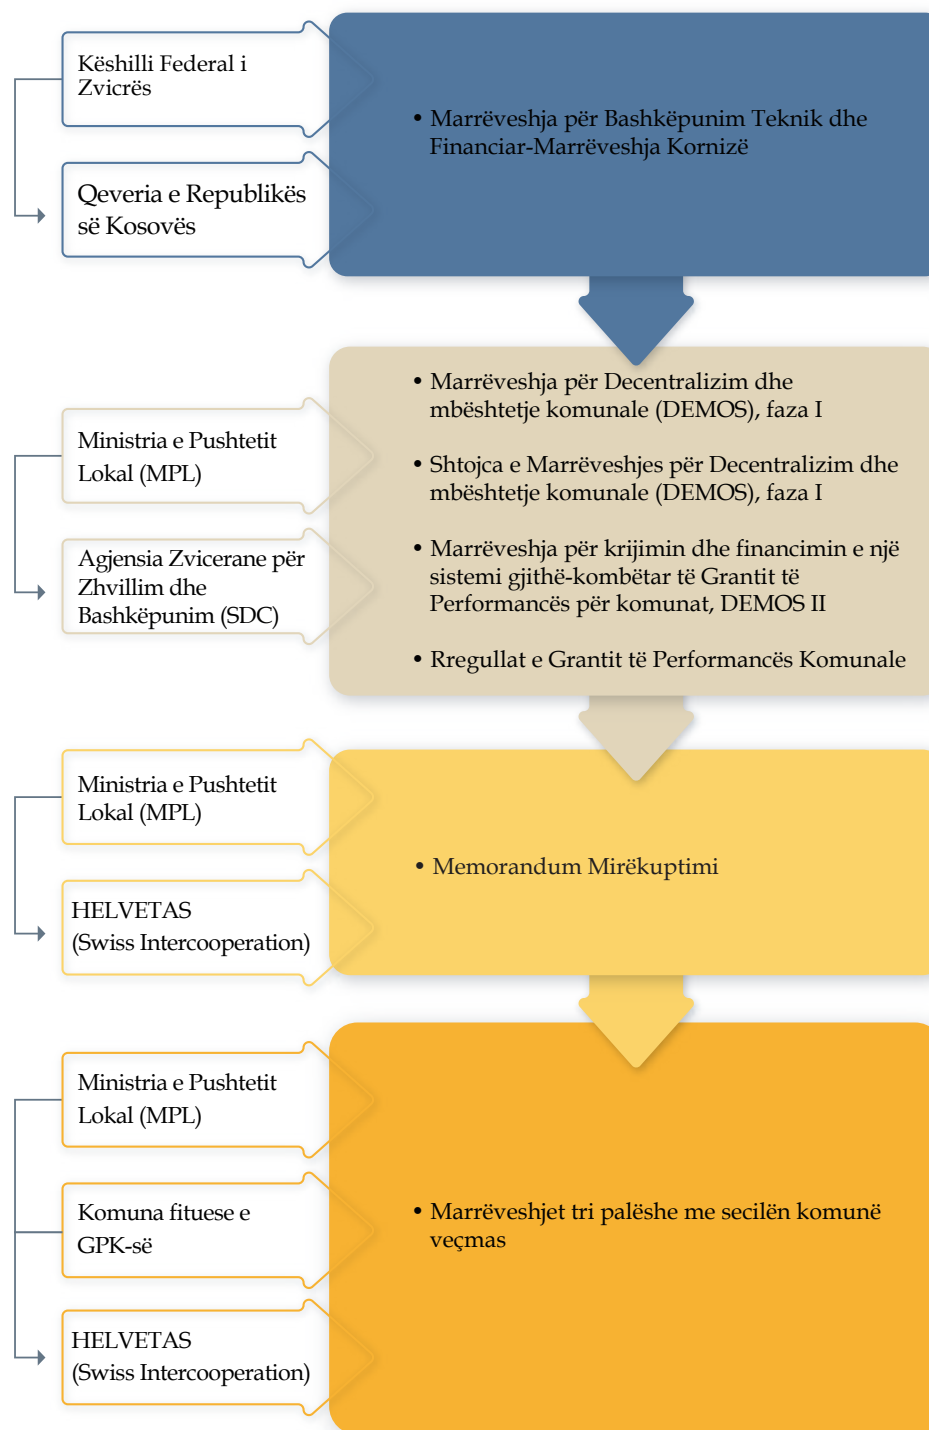 Këshilli Federal i
Zvicrës
Qeveria e Republikës
së Kosovës
• Marrëveshja për Bashkëpunim Teknik dhe
Financiar-Marrëveshja Kornizë
Ministria e Pushtetit
Lokal (MPL)
Agjensia Zvicerane për
Zhvillim dhe
Bashkëpunim (SDC)
• Marrëveshja për Decentralizim dhe
mbështetje komunale (DEMOS), faza I
• Shtojca e Marrëveshjes për Decentralizim dhe
mbështetje komunale (DEMOS), faza I
• Marrëveshja për krijimin dhe financimin e një
sistemi gjithë-kombëtar të Grantit të
Performancës për komunat, DEMOS II
• Rregullat e Grantit të Performancës Komunale
Ministria e Pushtetit
Lokal (MPL)
HELVETAS
(Swiss Intercooperation)
• Memorandum Mirëkuptimi
Ministria e Pushtetit
Lokal (MPL)
Komuna fituese e
GPK-së
HELVETAS
(Swiss Intercooperation)
• Marrëveshjet tri palëshe me secilën komunë
veçmas